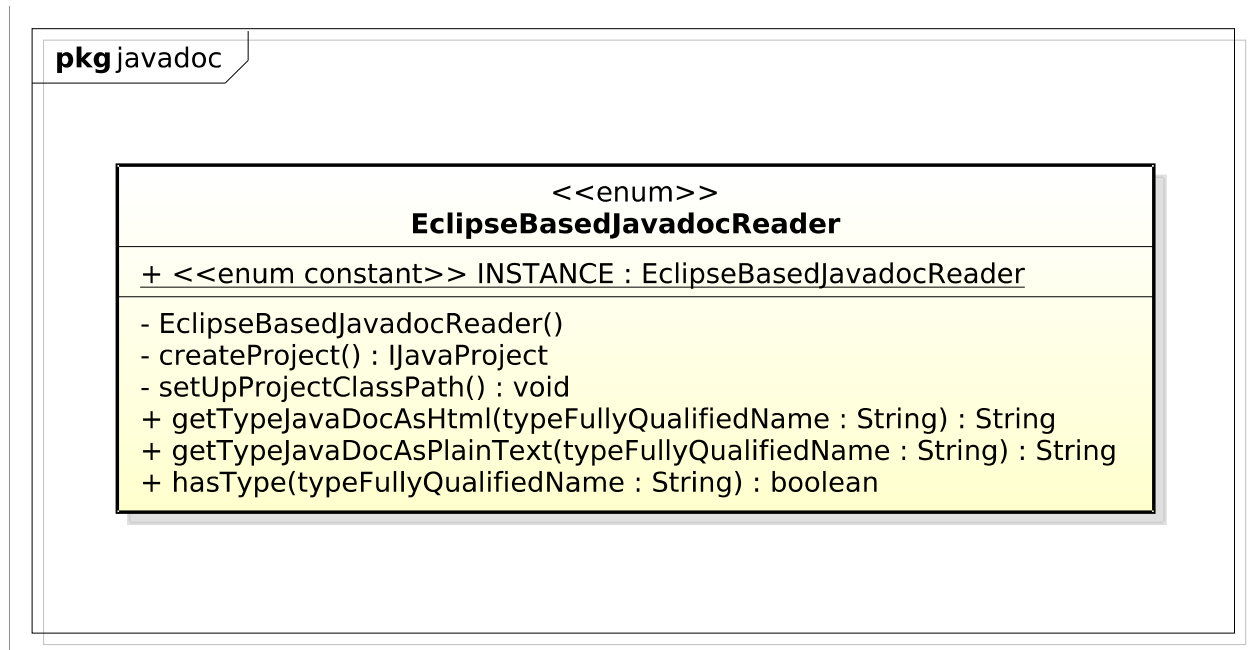 pkg javadoc
<<enum>>
EclipseBasedJavadocReader
+ <<enum constant>> INSTANCE : EclipseBasedJavadocReader
- EclipseBasedJavadocReader()
- createProject() : IJavaProject
- setUpProjectClassPath() : void
+ getTypeJavaDocAsHtml(typeFullyQualifiedName : String) : String
+ getTypeJavaDocAsPlainText(typeFullyQualifiedName : String) : String
+ hasType(typeFullyQualifiedName : String) : boolean